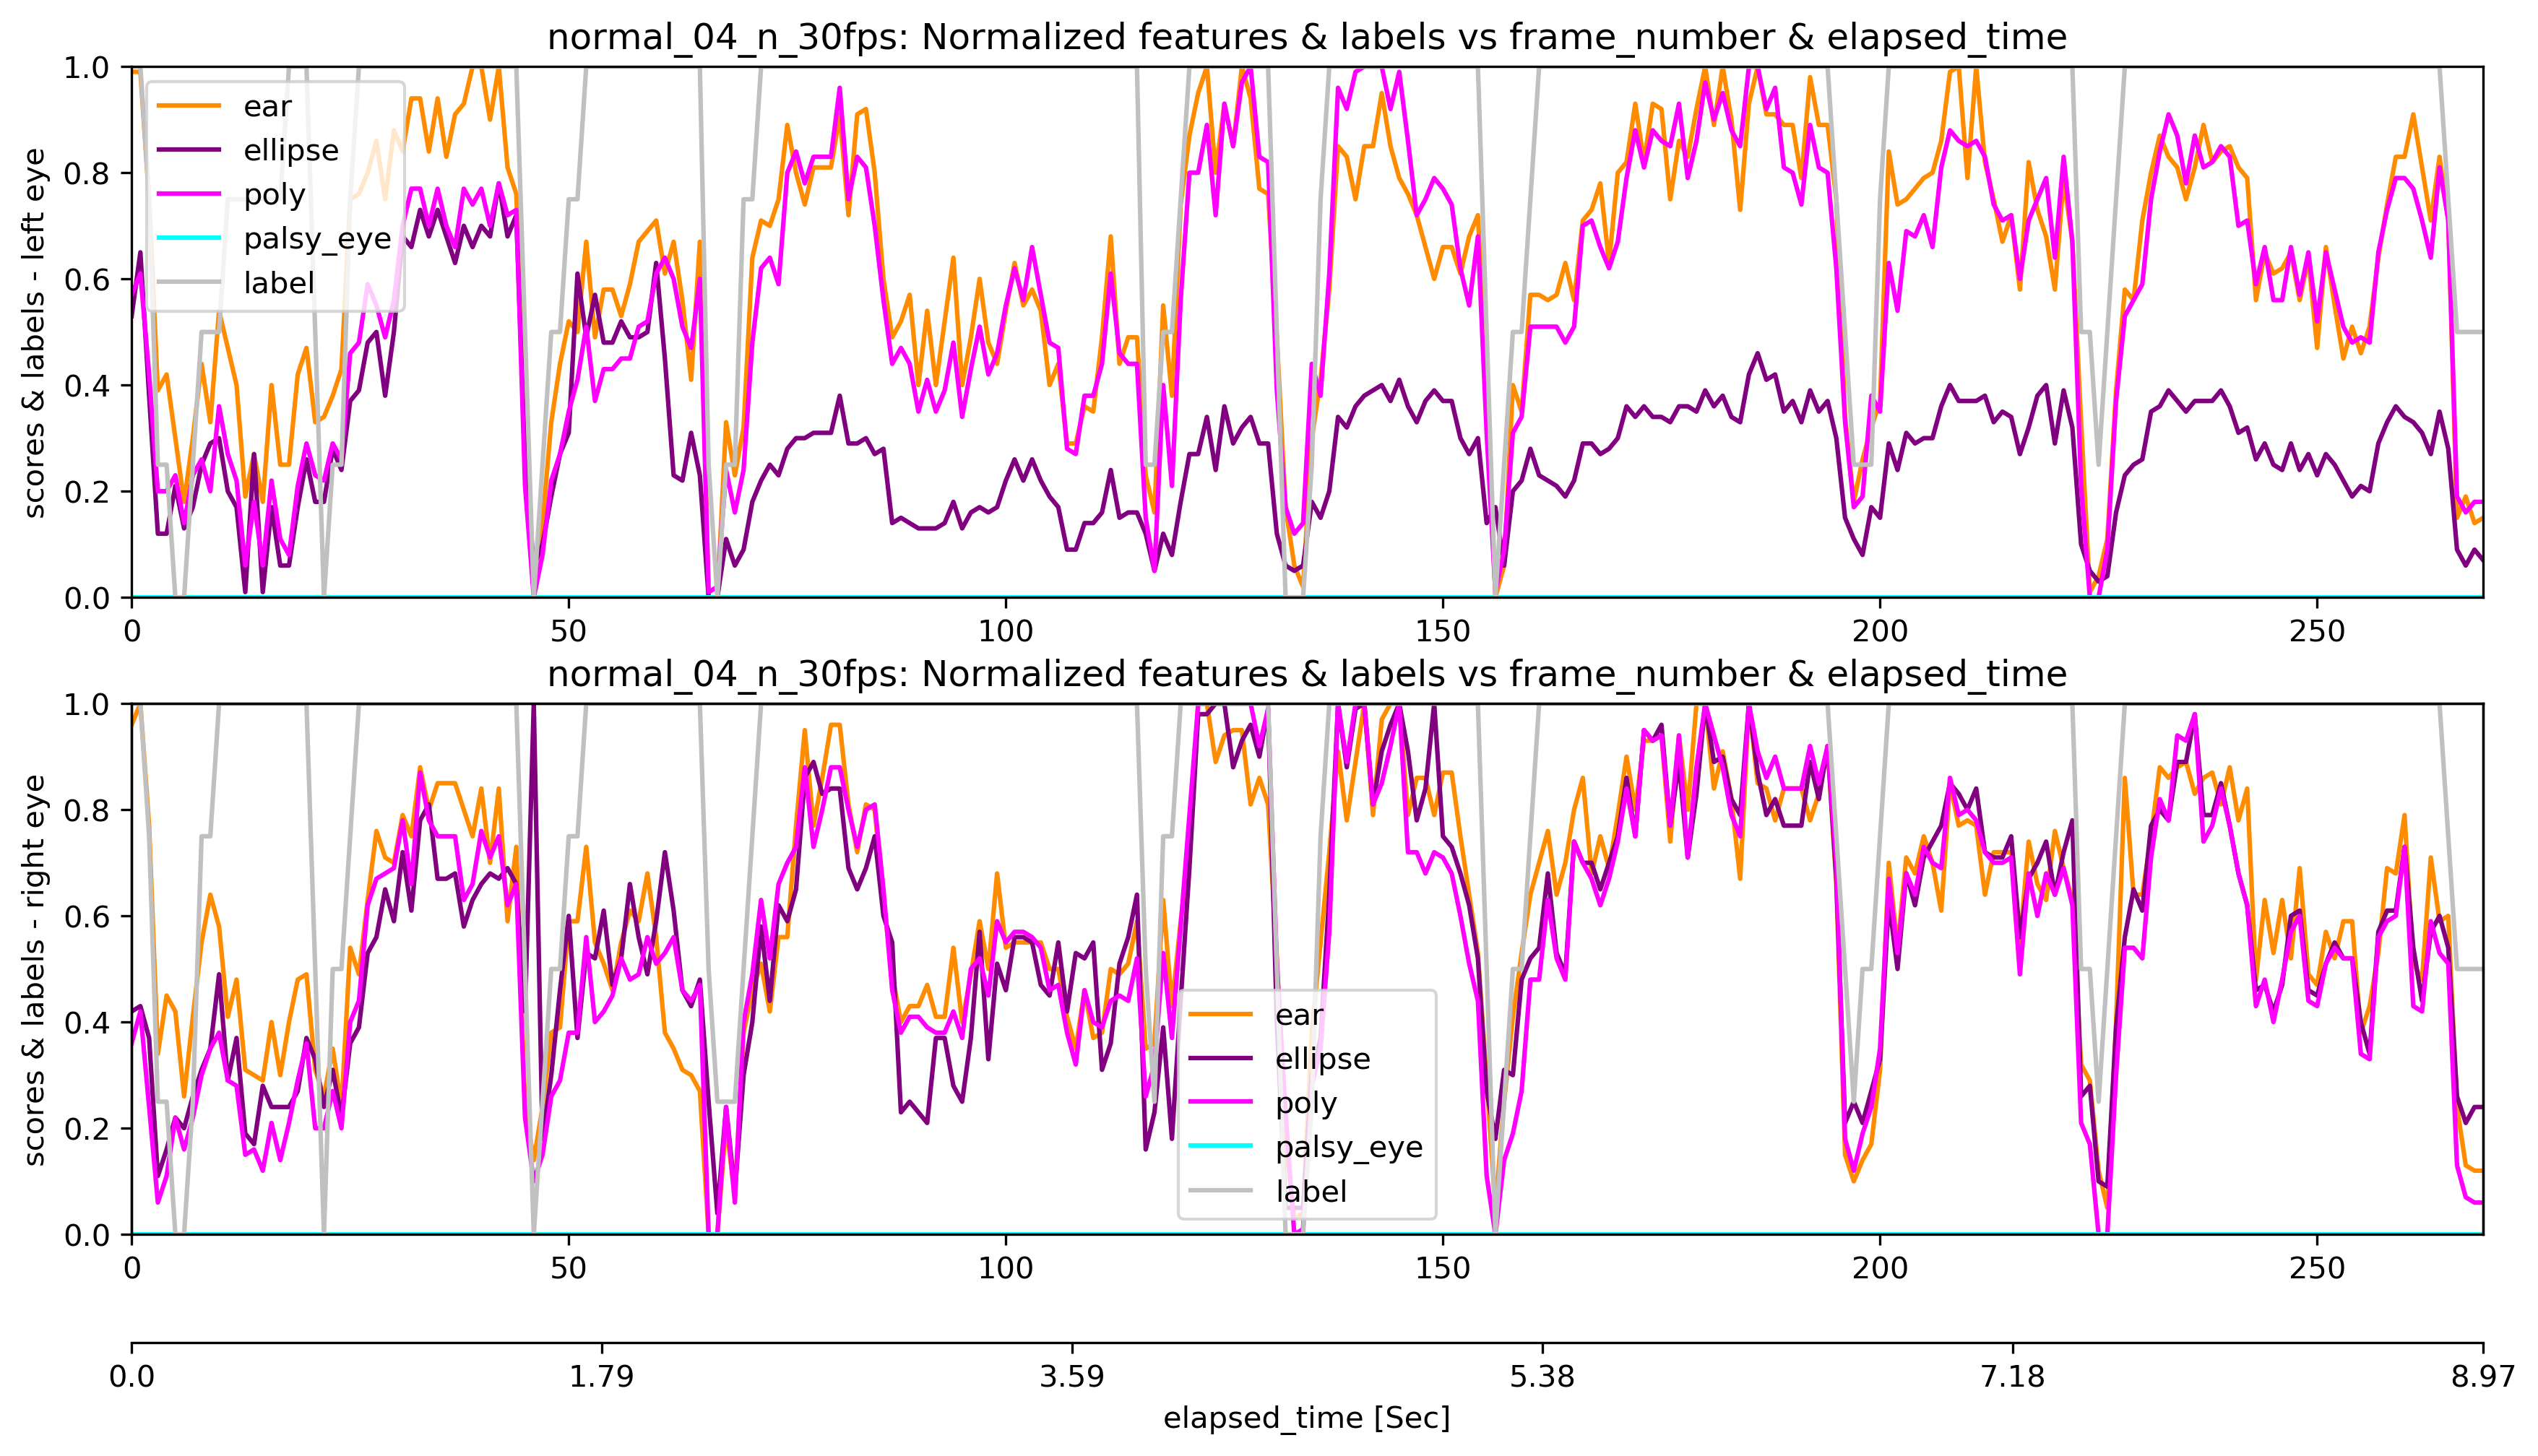 normal_04_n_30fps: Normalized features & labels vs frame_number & elapsed_time
scores & labels - left eye
1.0
0.8
0.6
0.4
0.2
0.0
ear
ellipse
poly
palsy_eye
label
0 50 100 150 200 250
normal_04_n_30fps: Normalized features & labels vs frame_number & elapsed_time
scores & labels - right eye
1.0
0.8
0.6
0.4
0.2
0.0
ear
ellipse
poly
palsy_eye
label
0 50 100 150 200 250
0.0 1.79 3.59 5.38 7.18 8.97
elapsed_time [Sec]